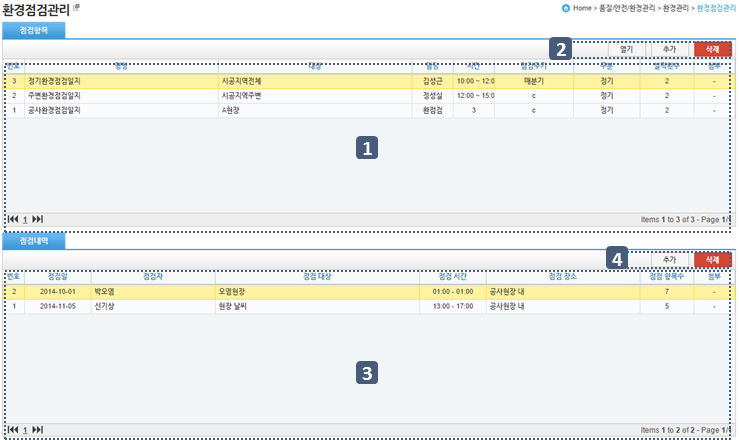 환경점검관리
Home > 품질/안전/환경관리 > 환경관리 > 환경점검관리
점검항목
2 열기 추가 삭제
번호 명칭 대상 담당 시간 점검주기 구분 첨부
3 정기환경점검일지 시공지역전체 김성근 10:00 ~ 12:0 매분기 정기 2 -
2 주변환경점검일지 시공지역주변 정성실 12:00 ~ 15:0 c 정기 2 -
1 공사환경점검일지 A현장 환점검 3 c 정기 2 -
1
1 Items 1 to 3 of 3 - Page 1/1
점검내역
4 추가 삭제
번호 점검일 점검자 점검 대상 점검 시간 점검 장소 점검 항목수 첨부
2 2014-10-01 박오염 오염현장 01:00 - 01:00 공사현장 내 7 -
1 2014-11-05 신기상 현장 날씨 13:00 - 17:00 공사현장 내 5 -
3
1 Items 1 to 2 of 2 - Page 1/1